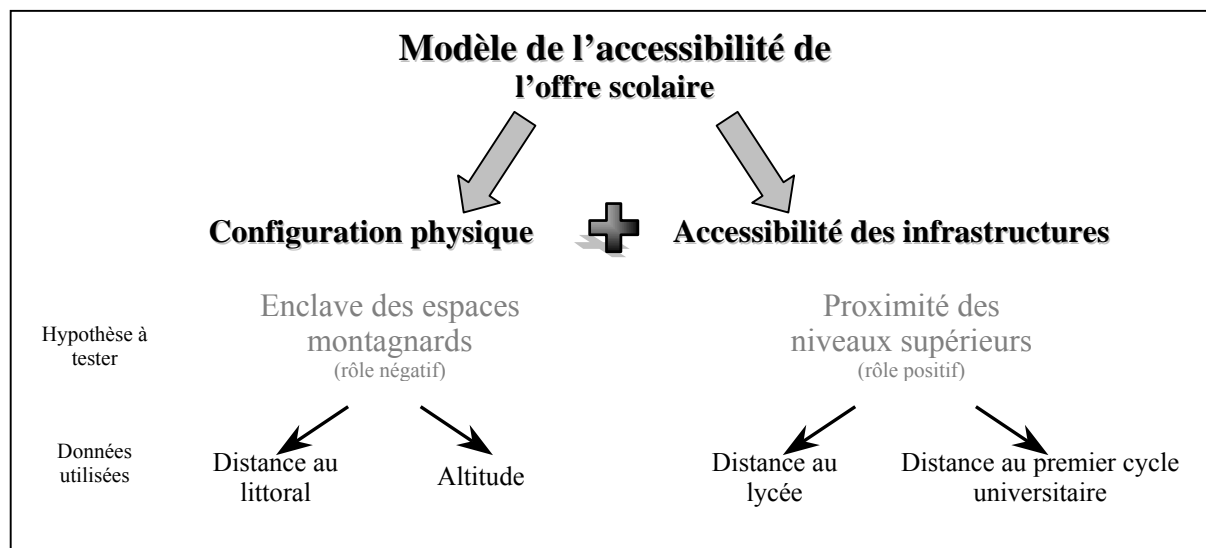 Modèle de l’accessibilité de
l’offre scolaire
Configuration physique
Accessibilité des infrastructures
Hypothèse à
tester
Enclave des espaces
montagnards
(rôle négatif)
Proximité des
niveaux supérieurs
(rôle positif)
Données
utilisées
Distance au
littoral
Altitude
Distance au
lycée
Distance au premier cycle
universitaire